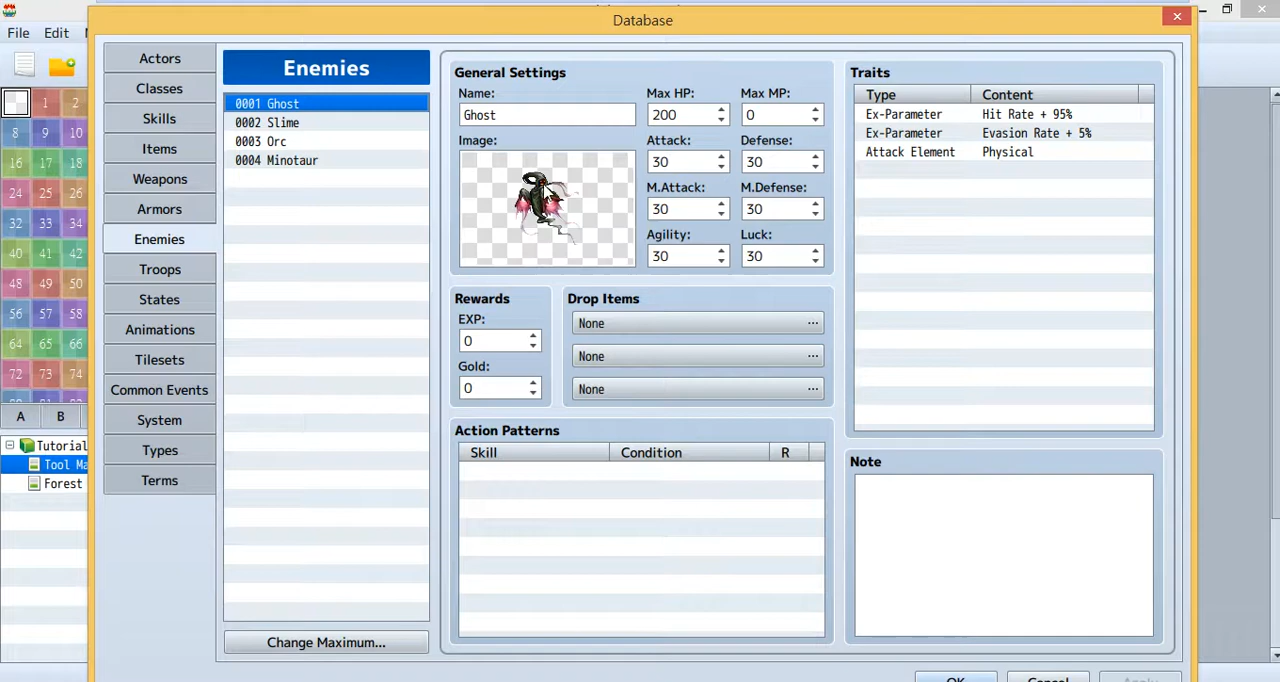 Database
File Edit
1 2
8 9 10
16 17 18
24 25 26
32 33 34
40 41 42
48 49 50
56 57 58
64 65 66
72 73 74
A B
Tutorial
Tool Ma
Forest
Actors
Classes
Skills
Items
Weapons
Armors
Enemies
Troops
States
Animations
Tilesets
Common Events
System
Types
Terms
Enemies
0001 Ghost
0002 Slime
0003 Orc
0004 Minotaur
Change Maximum...
General Settings
Name: Max HP: Max MP:
Ghost 200 0
Image: Attack: Defense:
30 30
M.Attack: M.Defense:
30 30
Agility: Luck:
30 30
Rewards
EXP:
0
Gold:
0
Drop Items
None ...
None ...
None ...
Action Patterns
Skill Condition R
Traits
Type Content
Ex-Parameter Hit Rate + 95%
Ex-Parameter Evasion Rate + 5%
Attack Element Physical
Note
OK Cancel Apply